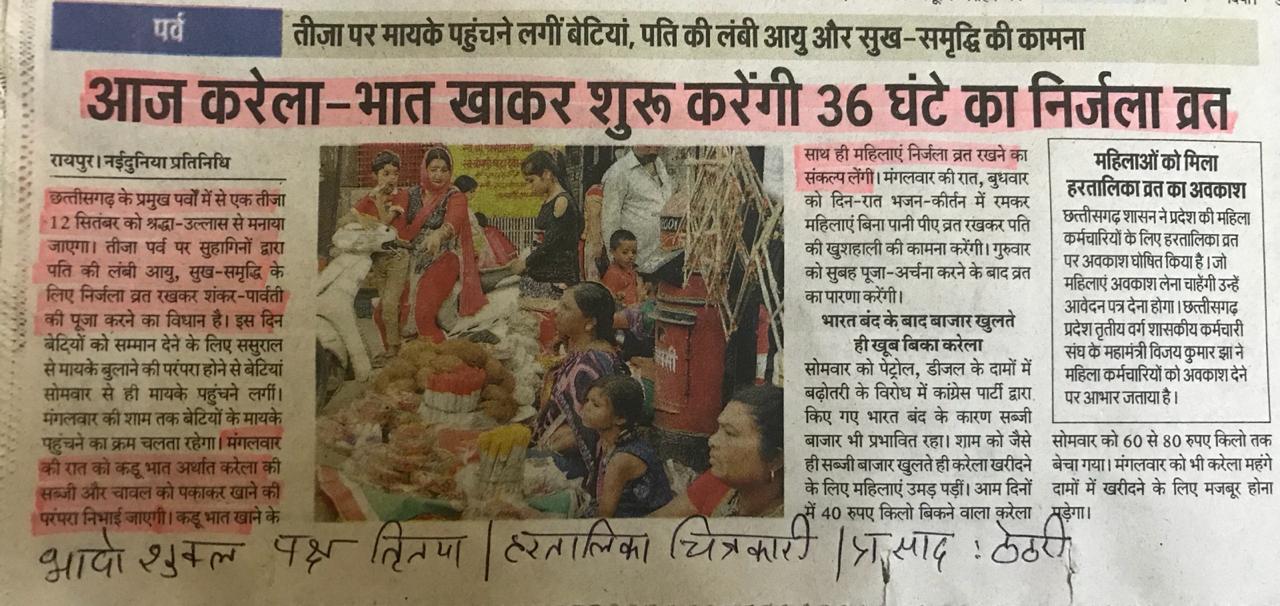 पर्व
तीजा पर मायके पहुंचने लगीं बेटियां, पति की लंबी आयु और सुख-समृद्धि की कामना
आज करेला-भात खाकर शुरू करेंगी 36 घंटे का निर्जला व्रत
रायपुर। नईदुनिया प्रतिनिधि
छत्तीसगढ़ के प्रमुख पर्वों में से एक तीजा
12 सितंबर को श्रद्धा-उल्लास से मनाया
जाएगा। तीजा पर्व पर सुहागिनों द्वारा
पति की लंबी आयु, सुख-समृद्धि के
लिए निर्जला व्रत रखकर शंकर-पार्वती
की पूजा करने का विधान है। इस दिन
बेटियों को सम्मान देने के लिए ससुराल
से मायके बुलाने की परंपरा होने से बेटियां
सोमवार से ही मायके पहुंचने लगीं।
मंगलवार की शाम तक बेटियों के मायके
पहुंचने का क्रम चलता रहेगा। मंगलवार
की रात को कडू भात अर्थात करेला की
सब्जी और चावल को पकाकर खाने की
परंपरा निभाई जाएगी। कडू भात खाने के
साथ ही महिलाएं निर्जला व्रत रखने का
संकल्प लेंगी। मंगलवार की रात, बुधवार
को दिन-रात भजन-कीर्तन में रमकर
महिलाएं बिना पानी पीए व्रत रखकर पति
की खुशहाली की कामना करेंगी। गुरुवार
को सुबह पूजा-अर्चना करने के बाद व्रत
का पारणा करेंगी।
भारत बंद के बाद बाजार खुलते
ही खूब बिका करेला
सोमवार को पेट्रोल, डीजल के दामों में
बढ़ोतरी के विरोध में कांग्रेस पार्टी द्वारा
किए गए भारत बंद के कारण सब्जी
बाजार भी प्रभावित रहा। शाम को जैसे
ही सब्जी बाजार खुलते ही करेला खरीदने
के लिए महिलाएं उमड़ पड़ीं। आम दिनों
में 40 रुपए किलो बिकने वाला करेला
सोमवार को 60 से 80 रुपए किलो तक
बेचा गया। मंगलवार को भी करेला महंगे
दामों में खरीदने के लिए मजबूर होना
पड़ेगा।
महिलाओं को मिला
हरतालिका व्रत का अवकाश
छत्तीसगढ़ शासन ने प्रदेश की महिला
कर्मचारियों के लिए हरतालिका व्रत
पर अवकाश घोषित किया है। जो
महिलाएं अवकाश लेना चाहेंगी उन्हें
आवेदन पत्र देना होगा। छत्तीसगढ़
प्रदेश तृतीय वर्ग शासकीय कर्मचारी
संघ के महामंत्री विजय कुमार झा ने
महिला कर्मचारियों को अवकाश देने
पर आभार जताया है।
भादो शुक्ल पक्ष तृितया | हरतालिका चित्रकारी | प्रसाद : ठेठरी